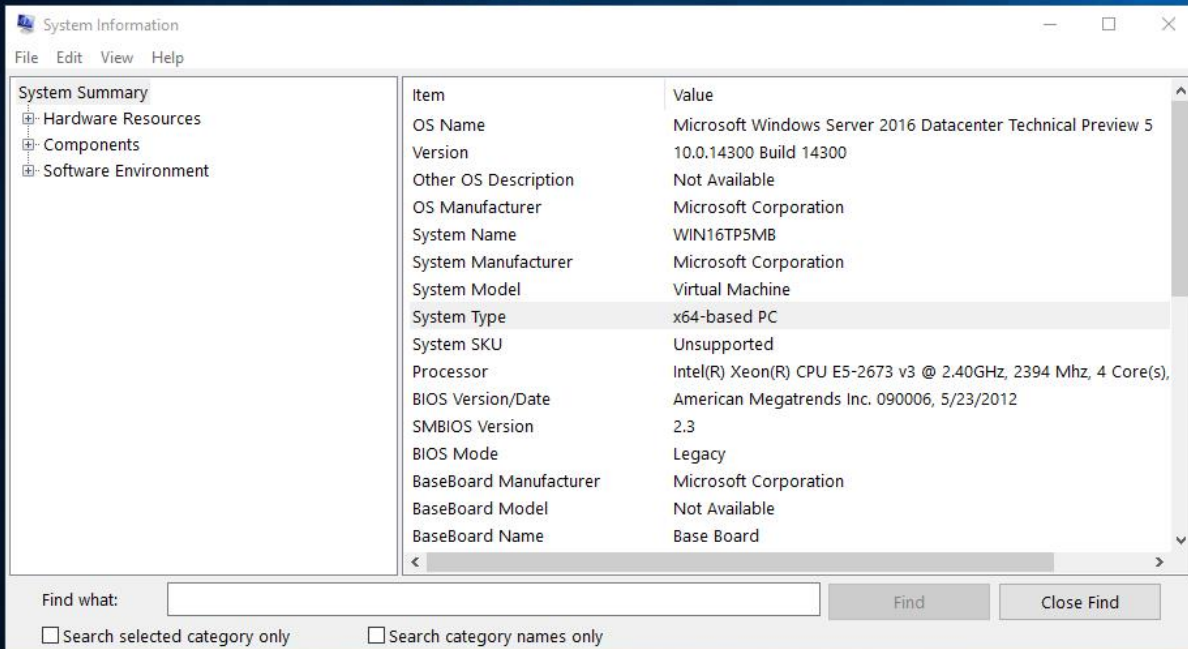 System Information
File Edit View Help
System Summary
Hardware Resources
Components
Software Environment
Item Value
OS Name Microsoft Windows Server 2016 Datacenter Technical Preview 5
Version 10.0.14300 Build 14300
Other OS Description Not Available
OS Manufacturer Microsoft Corporation
System Name WIN16TP5MB
System Manufacturer Microsoft Corporation
System Model Virtual Machine
System Type x64-based PC
System SKU Unsupported
Processor Intel(R) Xeon(R) CPU E5-2673 v3 @ 2.40GHz, 2394 Mhz, 4 Core(s),
BIOS Version/Date American Megatrends Inc. 090006, 5/23/2012
SMBIOS Version 2.3
BIOS Mode Legacy
BaseBoard Manufacturer Microsoft Corporation
BaseBoard Model Not Available
BaseBoard Name Base Board
Find what: Find Close Find
Search selected category only Search category names only